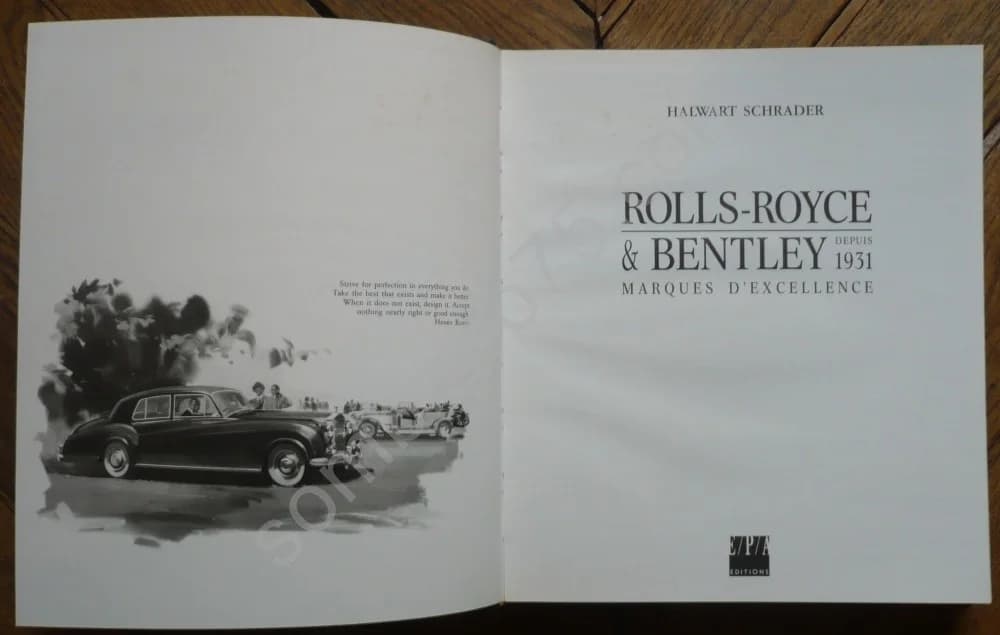 Strive for perfection in everything you do
Take the best that exists and make it better
When it does not exist, design it. Accept
nothing nearly right or good enough
HALWART SCHRADER
ROLLS-ROYCE
& BENTLEY DEPUIS 1931
MARQUES D'EXCELLENCE
E/P/A
EDITIONS